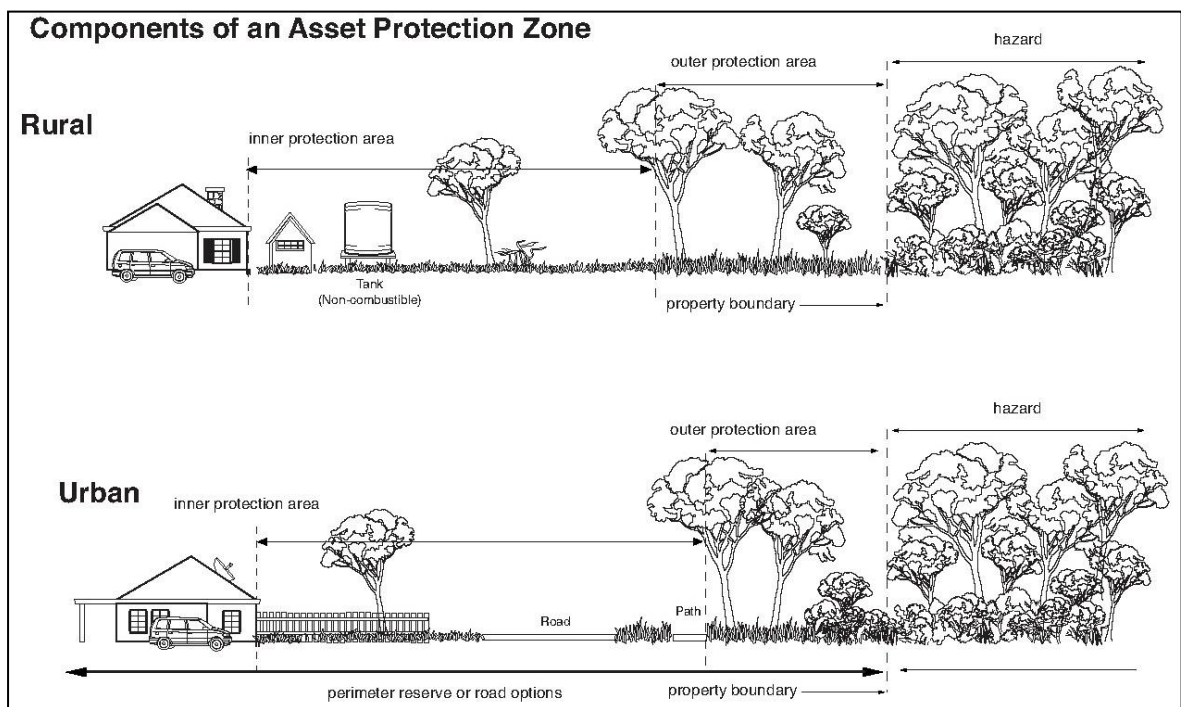 Components of an Asset Protection Zone
hazard
outer protection area
Rural
inner protection area
Tank
(Non-combustible)
property boundary
hazard
outer protection area
Urban
inner protection area
Path
Road
perimeter reserve or road options
property boundary